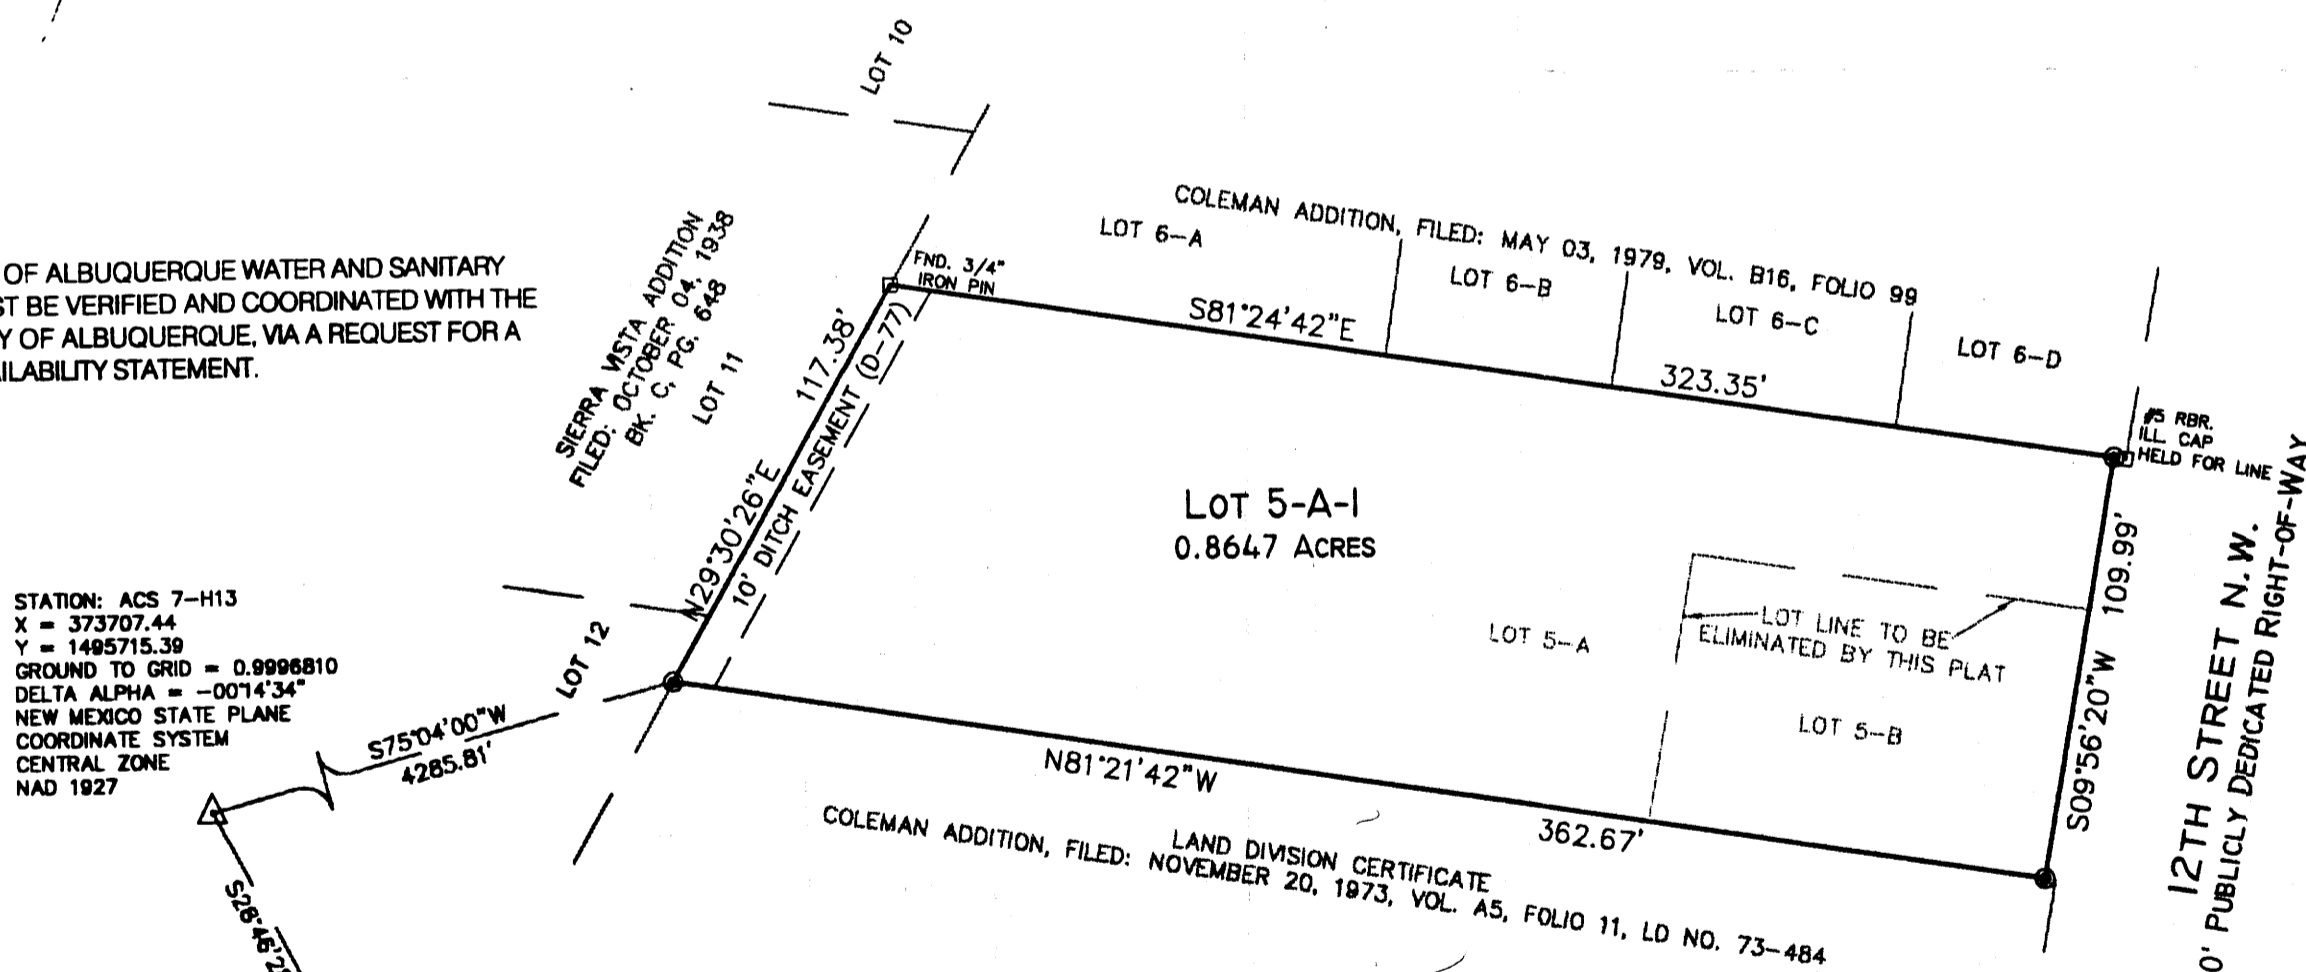 LOT 10
COLEMAN ADDITION, FILED: MAY 03, 1979, VOL. B16, FOLIO 99
LOT 6-A
LOT 6-B
LOT 6-C
LOT 6-D
FND. 3/4"
IRON PIN
S81°24'42"E
323.35'
#5 RBR.
ILL. CAP
HELD FOR LINE
OF ALBUQUERQUE WATER AND SANITARY
ST BE VERIFIED AND COORDINATED WITH THE
Y OF ALBUQUERQUE, VIA A REQUEST FOR A
AILABILITY STATEMENT.
SIERRA VISTA ADDITION
FILED: OCTOBER 04, 1938
BK. C, PG. 648
LOT 11
117.38'
N29°30'26"E
10' DITCH EASEMENT (D-77)
LOT 5-A-1
0.8647 ACRES
LOT 5-A
LOT LINE TO BE
ELIMINATED BY THIS PLAT
LOT 5-B
109.99'
S09°56'20"W
12TH STREET N.W.
0' PUBLICLY DEDICATED RIGHT-OF-WAY
STATION: ACS 7-H13
X = 373707.44
Y = 1495715.39
GROUND TO GRID = 0.9996810
DELTA ALPHA = -00°14'34"
NEW MEXICO STATE PLANE
COORDINATE SYSTEM
CENTRAL ZONE
NAD 1927
LOT 12
S75°04'00"W
4285.81'
N81°21'42"W
362.67'
LAND DIVISION CERTIFICATE
COLEMAN ADDITION, FILED: NOVEMBER 20, 1973, VOL. A5, FOLIO 11, LD NO. 73-484
S28°46'2